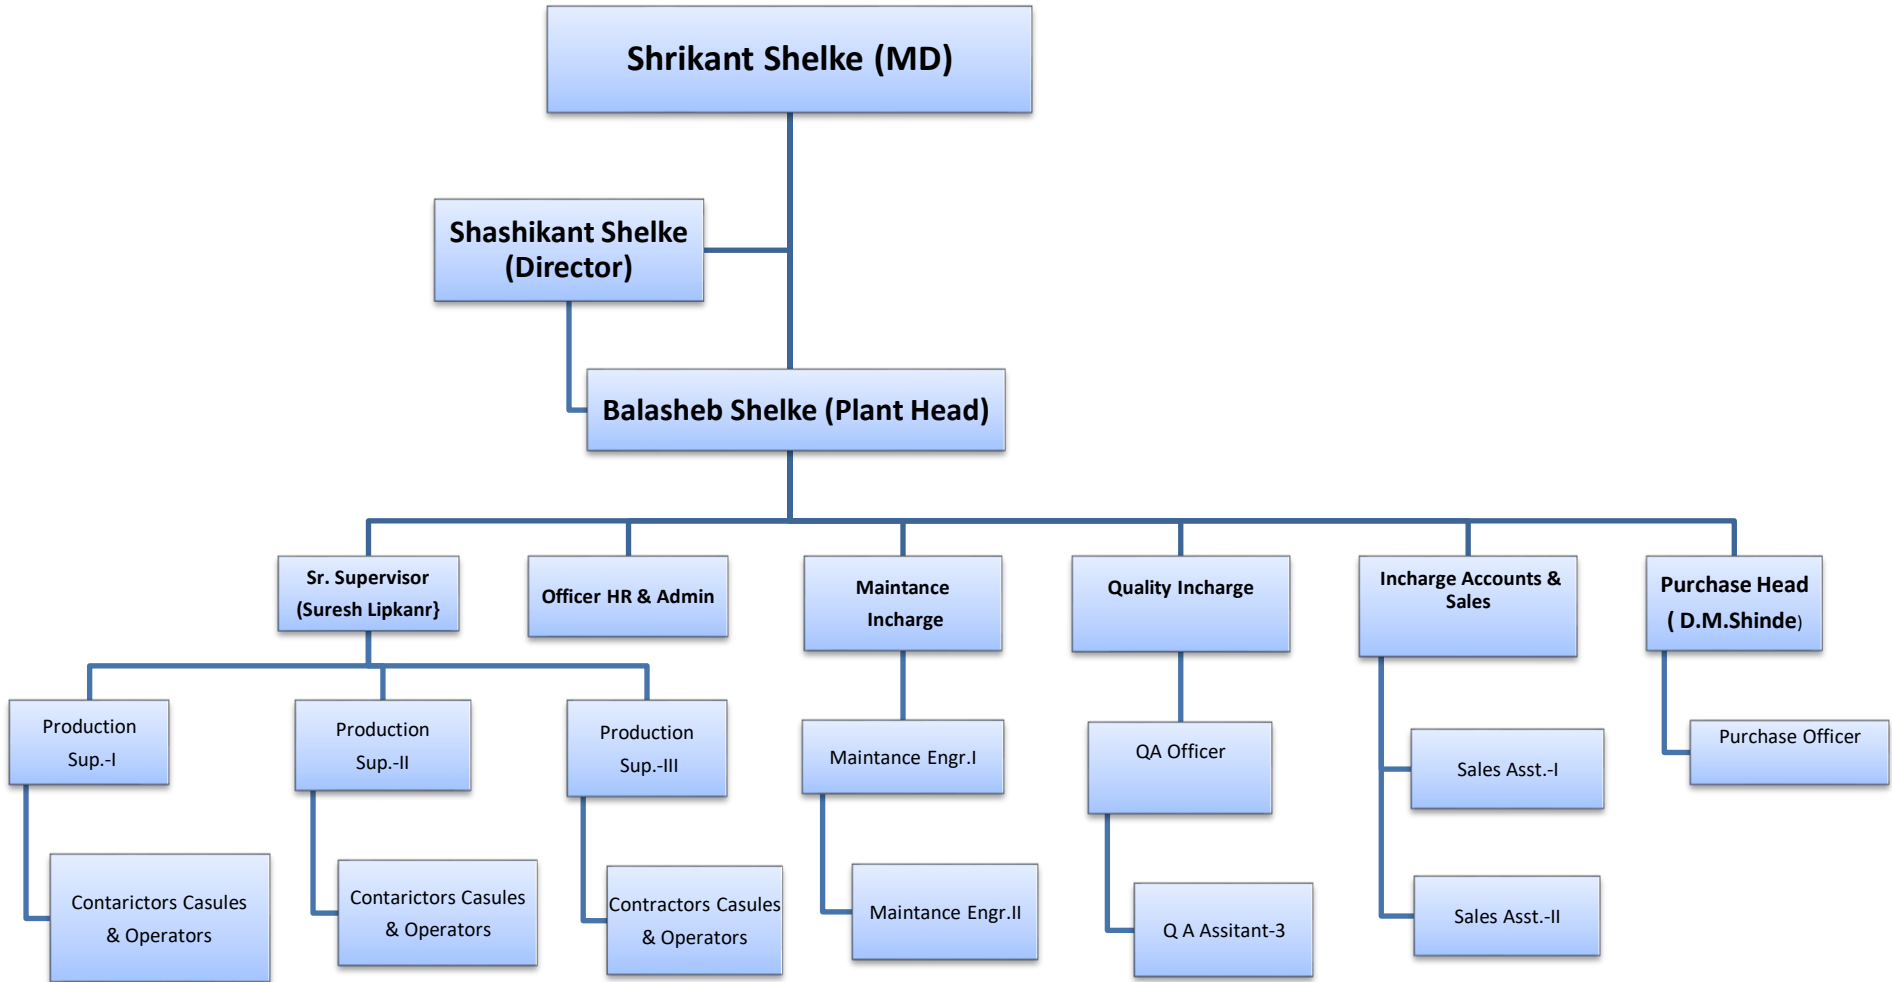 Shrikant Shelke (MD)
Shashikant Shelke
(Director)
Balasheb Shelke (Plant Head)
Sr. Supervisor
(Suresh Lipkanr}
Officer HR & Admin
Maintance
Incharge
Quality Incharge
Incharge Accounts &
Sales
Purchase Head
( D.M.Shinde)
Production
Sup.-I
Production
Sup.-II
Production
Sup.-III
Maintance Engr.I
QA Officer
Sales Asst.-I
Purchase Officer
Contarictors Casules
& Operators
Contarictors Casules
& Operators
Contractors Casules
& Operators
Maintance Engr.II
Q A Assitant-3
Sales Asst.-II